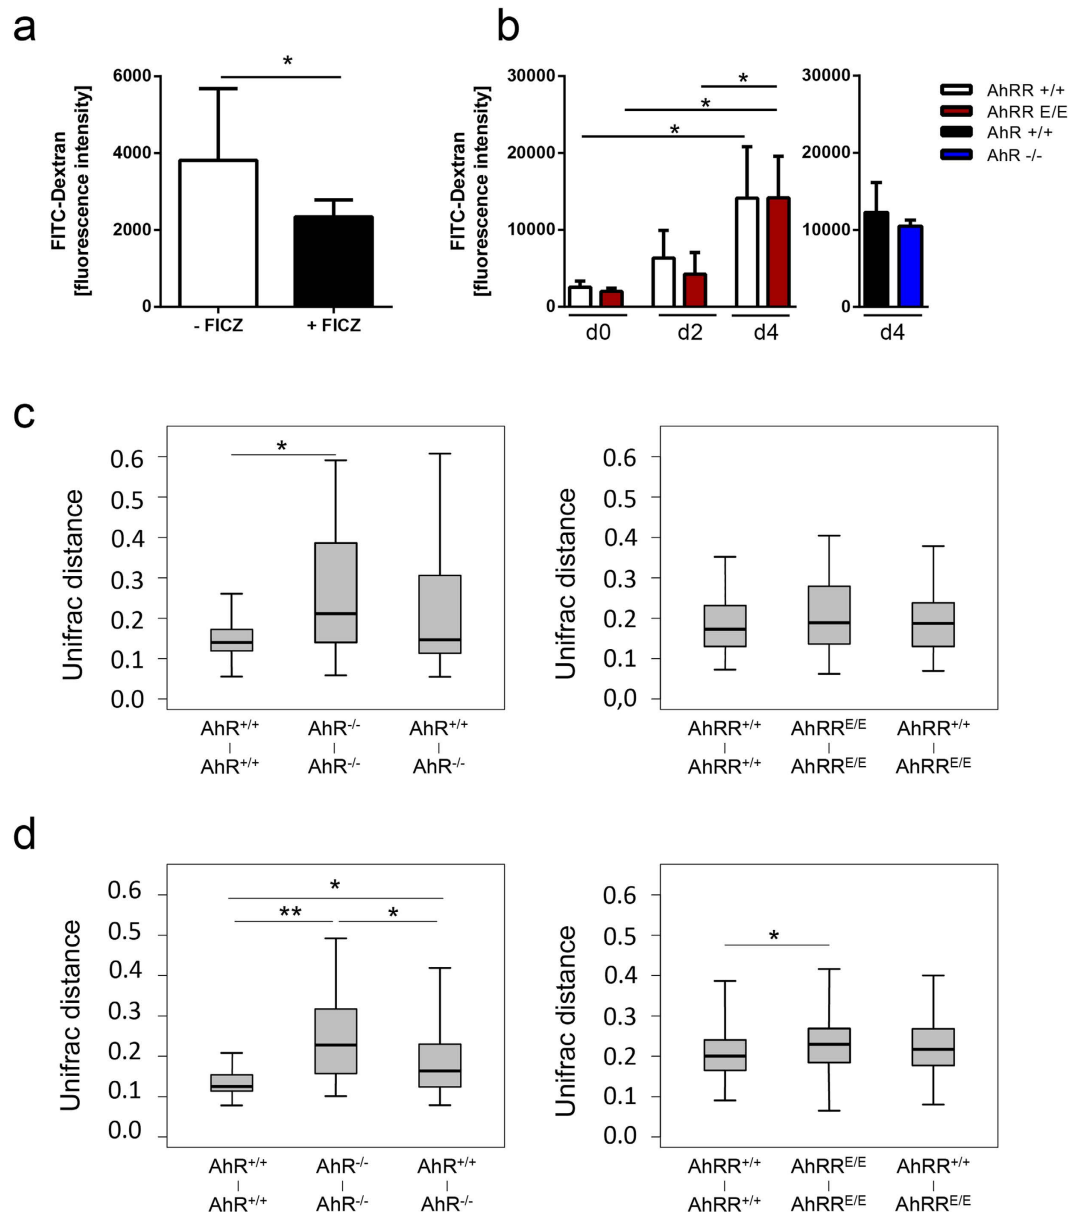 a
b
*
FITC-Dextran
[fluorescence intensity]
6000
4000
2000
0
- FICZ
+ FICZ
FITC-Dextran
[fluorescence intensity]
30000
20000
10000
0
*
*
*
d0
d2
d4
30000
20000
10000
0
d4
AhRR +/+
AhRR E/E
AhR +/+
AhR -/-
c
Unifrac distance
0.6
0.5
0.4
0.3
0.2
0.1
0.0
*
AhR+/+
AhR-/-
AhR+/+
AhR+/+
AhR-/-
AhR-/-
Unifrac distance
0.6
0.5
0.4
0.3
0.2
0.1
0,0
AhRR+/+
AhRRE/E
AhRR+/+
AhRR+/+
AhRRE/E
AhRRE/E
d
Unifrac distance
0.6
0.5
0.4
0.3
0.2
0.1
0.0
*
**
*
AhR+/+
AhR-/-
AhR+/+
AhR+/+
AhR-/-
AhR-/-
Unifrac distance
0.6
0.5
0.4
0.3
0.2
0.1
0.0
*
AhRR+/+
AhRRE/E
AhRR+/+
AhRR+/+
AhRRE/E
AhRRE/E